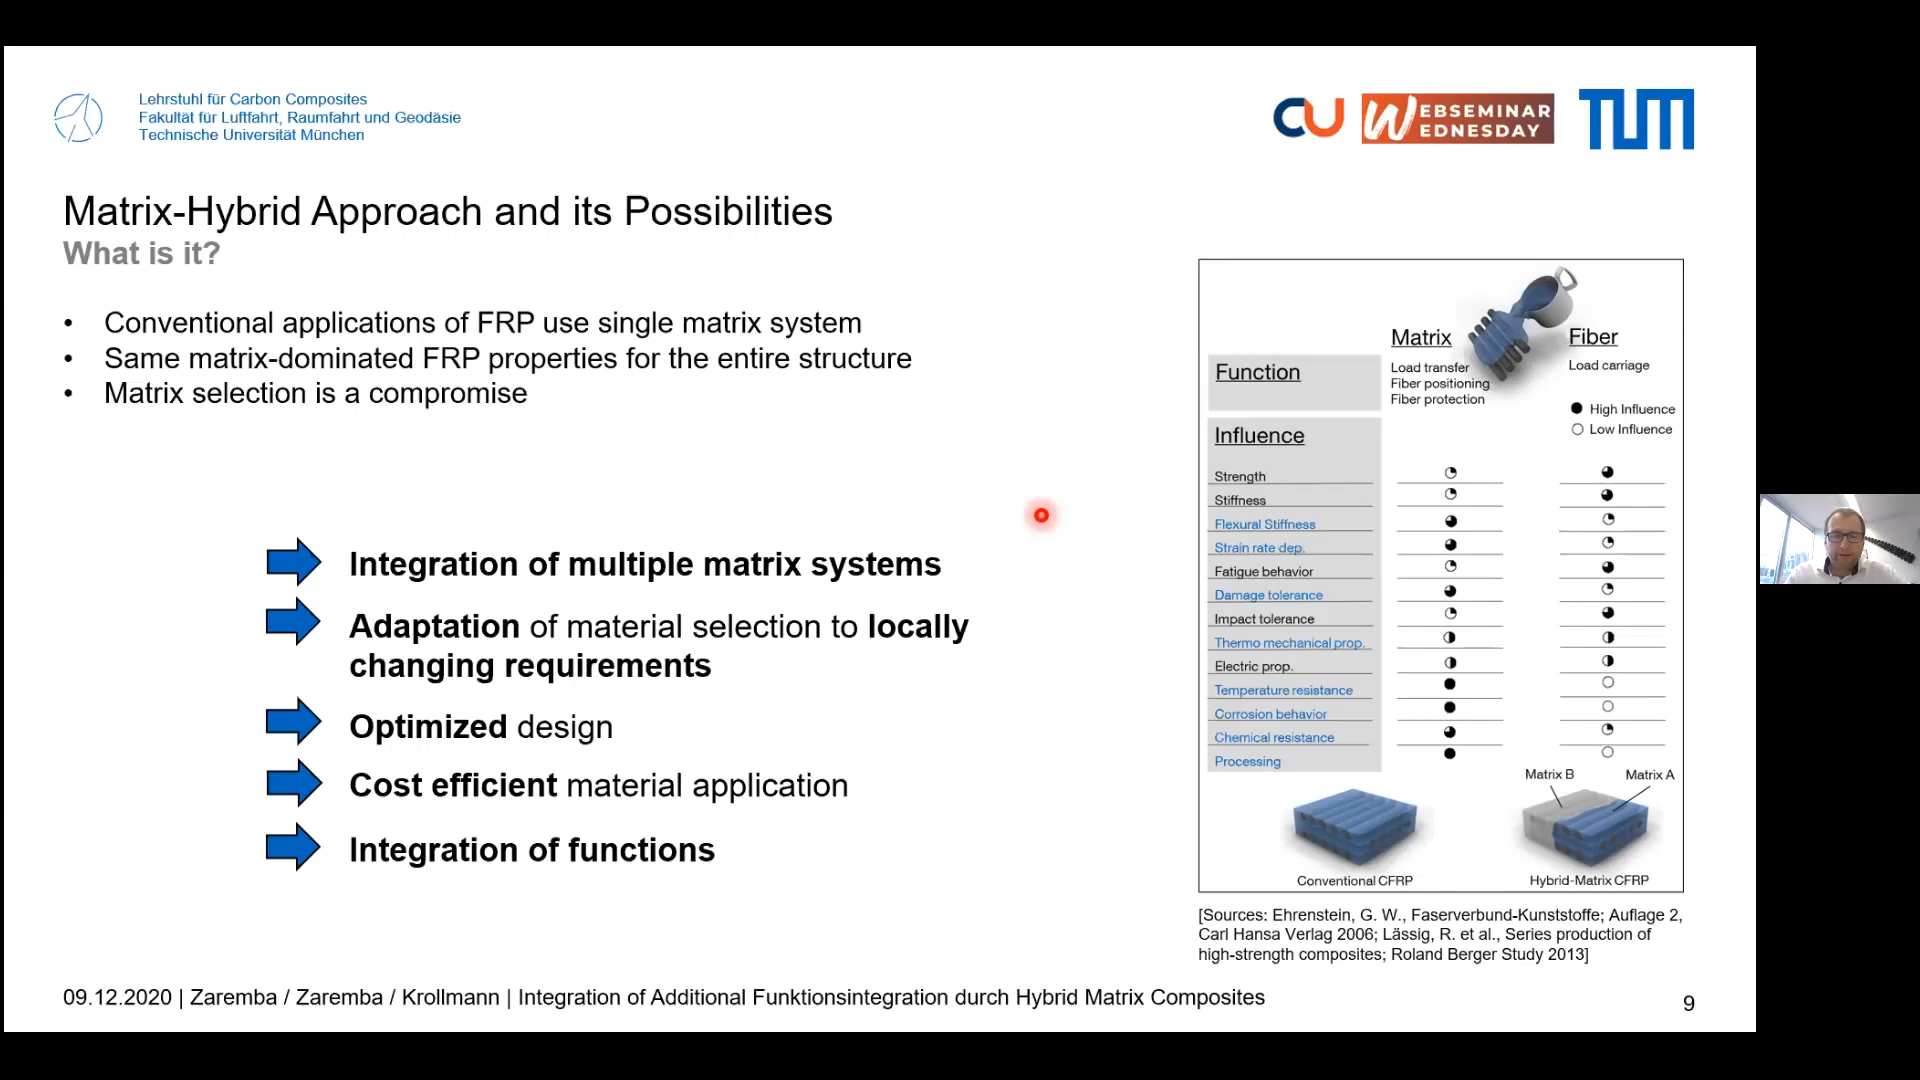 Lehrstuhl für Carbon Composites
Fakultät für Luftfahrt, Raumfahrt und Geodäsie
Technische Universität München
CU
WEBSEMINAR
WEDNESDAY
TUM
Matrix-Hybrid Approach and its Possibilities
What is it?
• Conventional applications of FRP use single matrix system
• Same matrix-dominated FRP properties for the entire structure
• Matrix selection is a compromise
Integration of multiple matrix systems
Adaptation of material selection to locally
changing requirements
Optimized design
Cost efficient material application
Integration of functions
Matrix
Fiber
Function
Load transfer
Fiber positioning
Fiber protection
Load carriage
High Influence
Low Influence
Influence
Strength
Stiffness
Flexural Stiffness
Strain rate dep.
Fatigue behavior
Damage tolerance
Impact tolerance
Thermo mechanical prop.
Electric prop.
Temperature resistance
Corrosion behavior
Chemical resistance
Processing
Matrix B
Matrix A
Conventional CFRP
Hybrid-Matrix CFRP
[Sources: Ehrenstein, G. W., Faserverbund-Kunststoffe; Auflage 2,
Carl Hansa Verlag 2006; Lässig, R. et al., Series production of
high-strength composites; Roland Berger Study 2013]
09.12.2020 | Zaremba / Zaremba / Krollmann | Integration of Additional Funktionsintegration durch Hybrid Matrix Composites
9